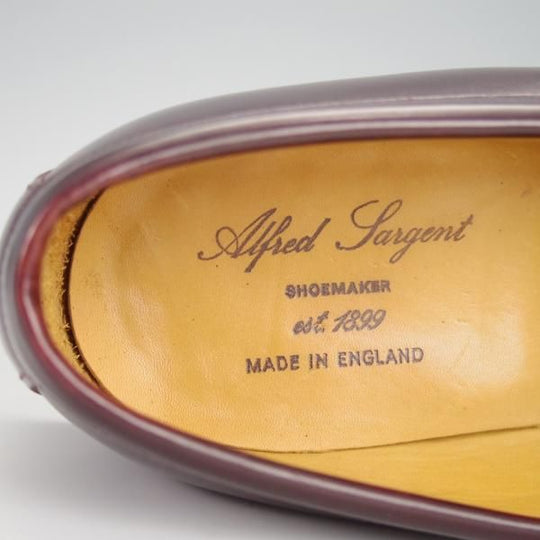 Alfred Sargent
SHOEMAKER
est. 1899
MADE IN ENGLAND